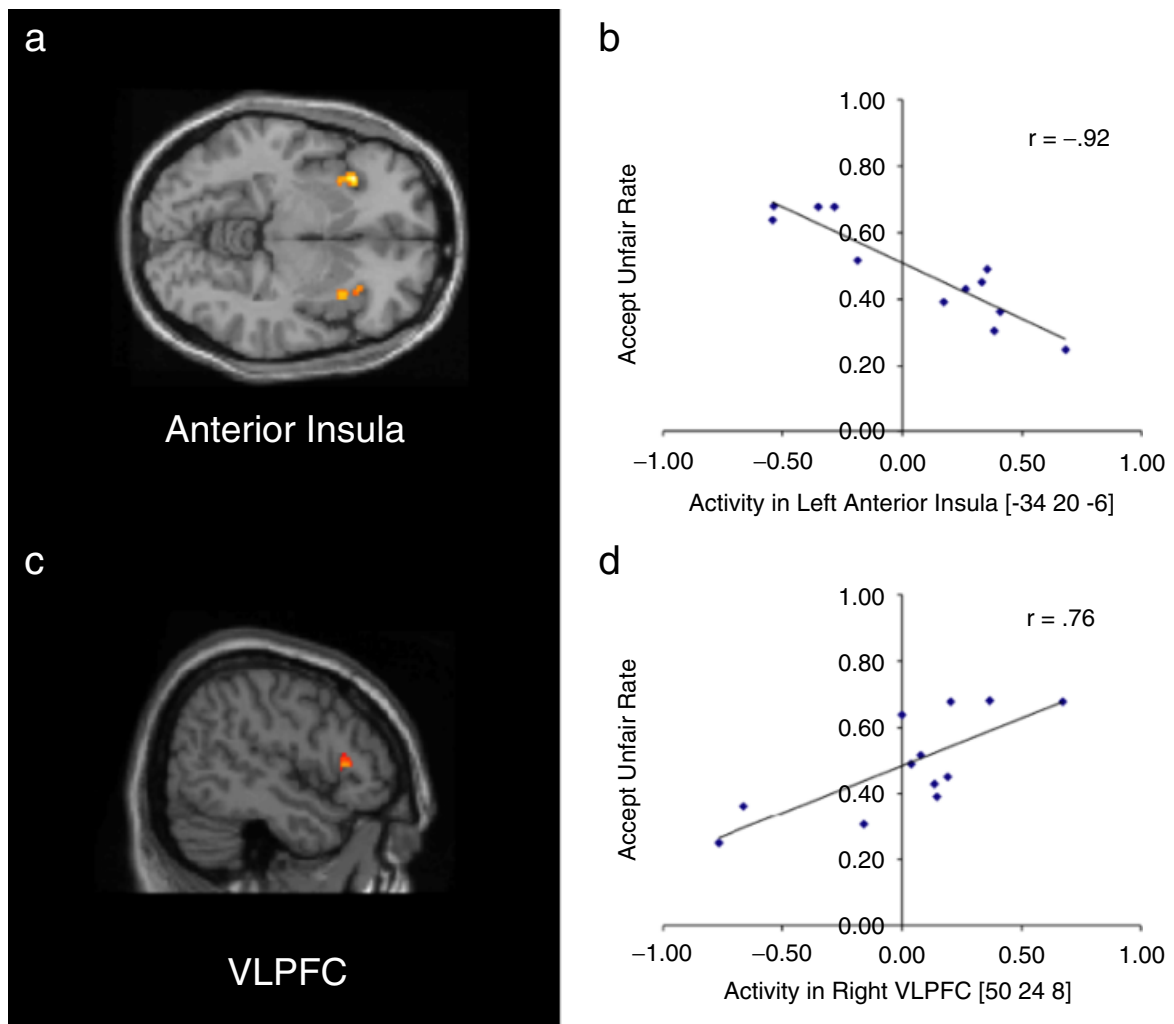 a
Anterior Insula
b
1.00
r = –.92
0.80
0.60
0.40
0.20
0.00
Accept Unfair Rate
–1.00 –0.50 0.00 0.50 1.00
Activity in Left Anterior Insula [-34 20 -6]
c
VLPFC
d
1.00
r = .76
0.80
0.60
0.40
0.20
0.00
Accept Unfair Rate
–1.00 –0.50 0.00 0.50 1.00
Activity in Right VLPFC [50 24 8]